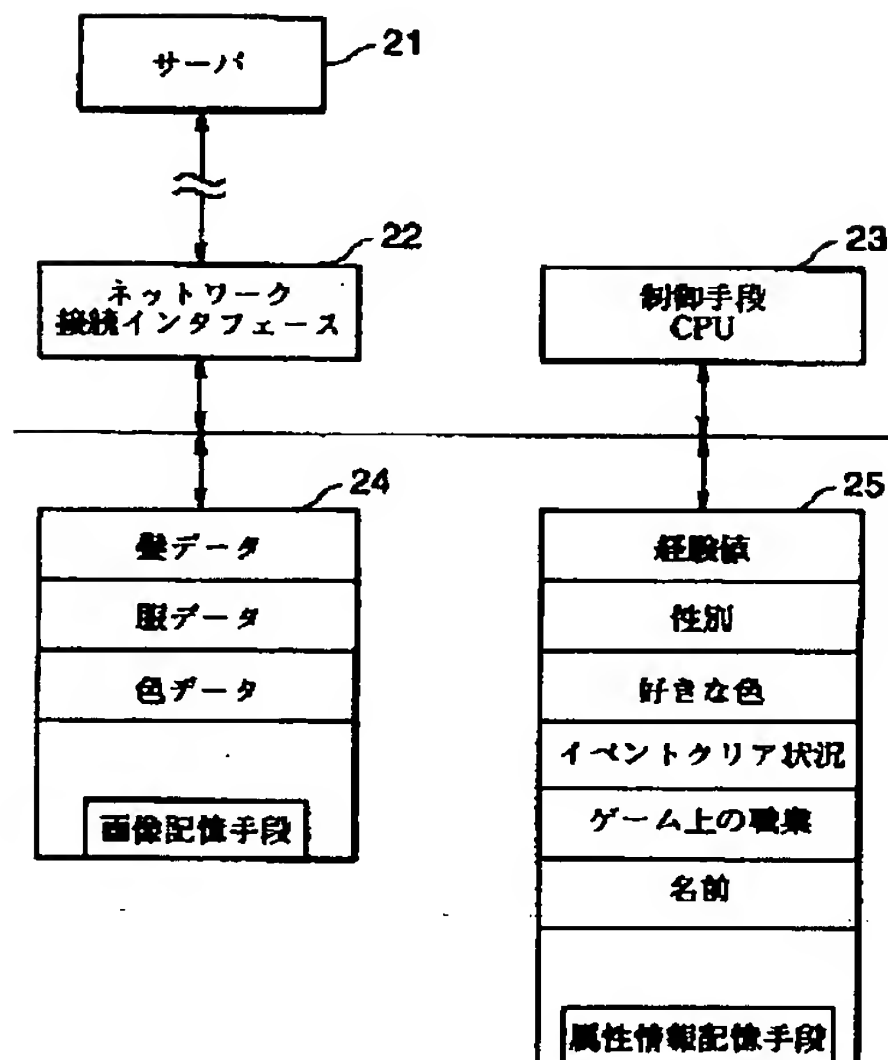 サーバ
21
22
ネットワーク
接続インタフェース
23
制御手段
CPU
24
髪データ
服データ
色データ
画像記憶手段
25
経験値
性別
好きな色
イベントクリア状況
ゲーム上の職業
名前
属性情報記憶手段